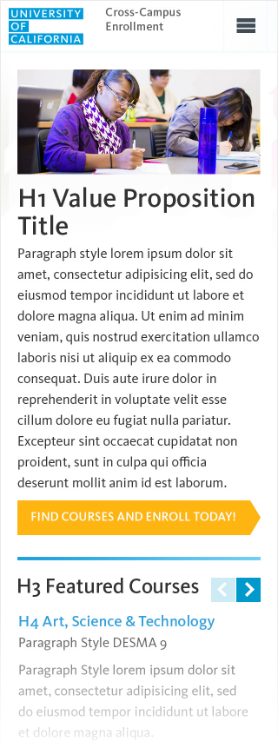 UNIVERSITY
OF
CALIFORNIA
Cross-Campus
Enrollment
H1 Value Proposition
Title
Paragraph style lorem ipsum dolor sit
amet, consectetur adipisicing elit, sed do
eiusmod tempor incididunt ut labore et
dolore magna aliqua. Ut enim ad minim
veniam, quis nostrud exercitation ullamco
laboris nisi ut aliquip ex ea commodo
consequat. Duis aute irure dolor in
reprehenderit in voluptate velit esse
cillum dolore eu fugiat nulla pariatur.
Excepteur sint occaecat cupidatat non
proident, sunt in culpa qui officia
deserunt mollit anim id est laborum.
FIND COURSES AND ENROLL TODAY!
H3 Featured Courses
H4 Art, Science & Technology
Paragraph Style DESMA 9
Paragraph Style lorem ipsum dolor sit
amet, consectetur adipisicing elit, sed
do eiusmod tempor incididunt ut labore
et dolore magna aliqua.